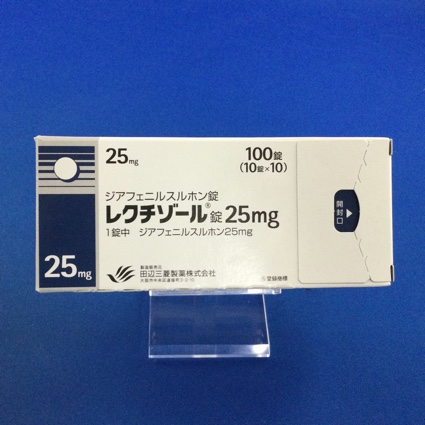 25mg
100錠
(10錠×10)
ジアフェニルスルホン錠
レクチゾール®錠25mg
1錠中 ジアフェニルスルホン25mg
開封口
25mg
製造販売元
田辺三菱製薬株式会社